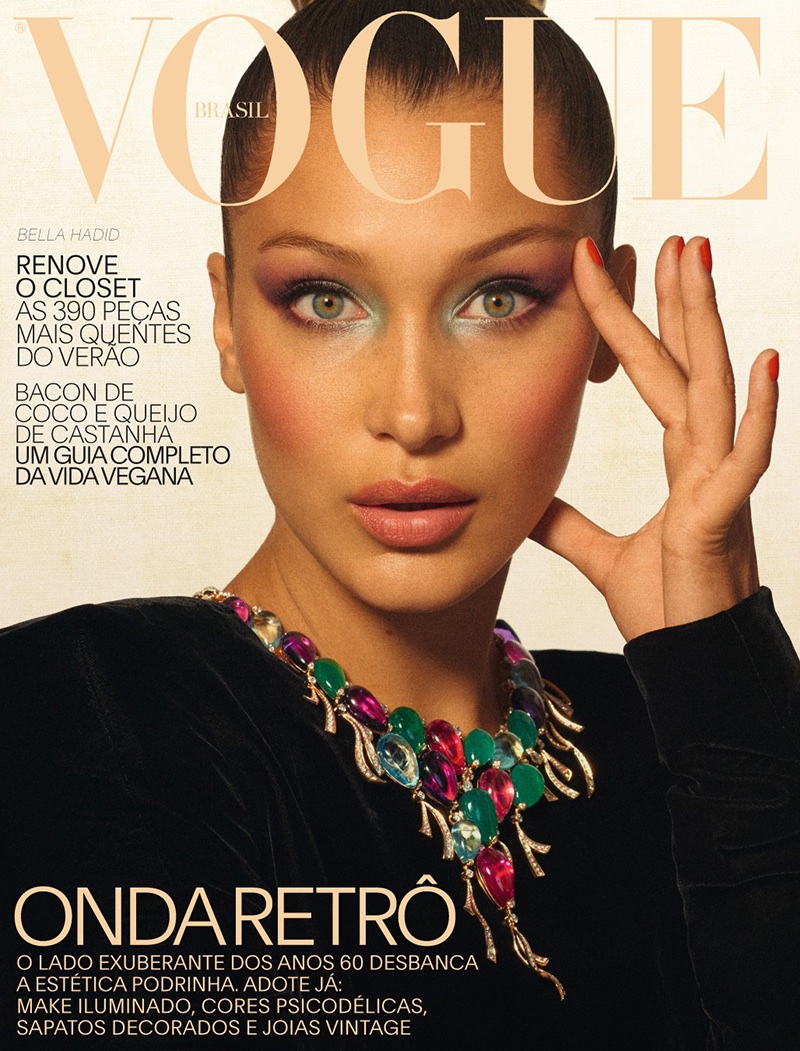 VOGUE
BRASIL
BELLA HADID
RENOVE
O CLOSET
AS 390 PEÇAS
MAIS QUENTES
DO VERÃO
BACON DE
COCO E QUEIJO
DE CASTANHA
UM GUIA COMPLETO
DA VIDA VEGANA
ONDA RETRÔ
O LADO EXUBERANTE DOS ANOS 60 DESBANCA
A ESTÉTICA PODRINHA. ADOTE JÁ:
MAKE ILUMINADO, CORES PSICODÉLICAS,
SAPATOS DECORADOS E JOIAS VINTAGE